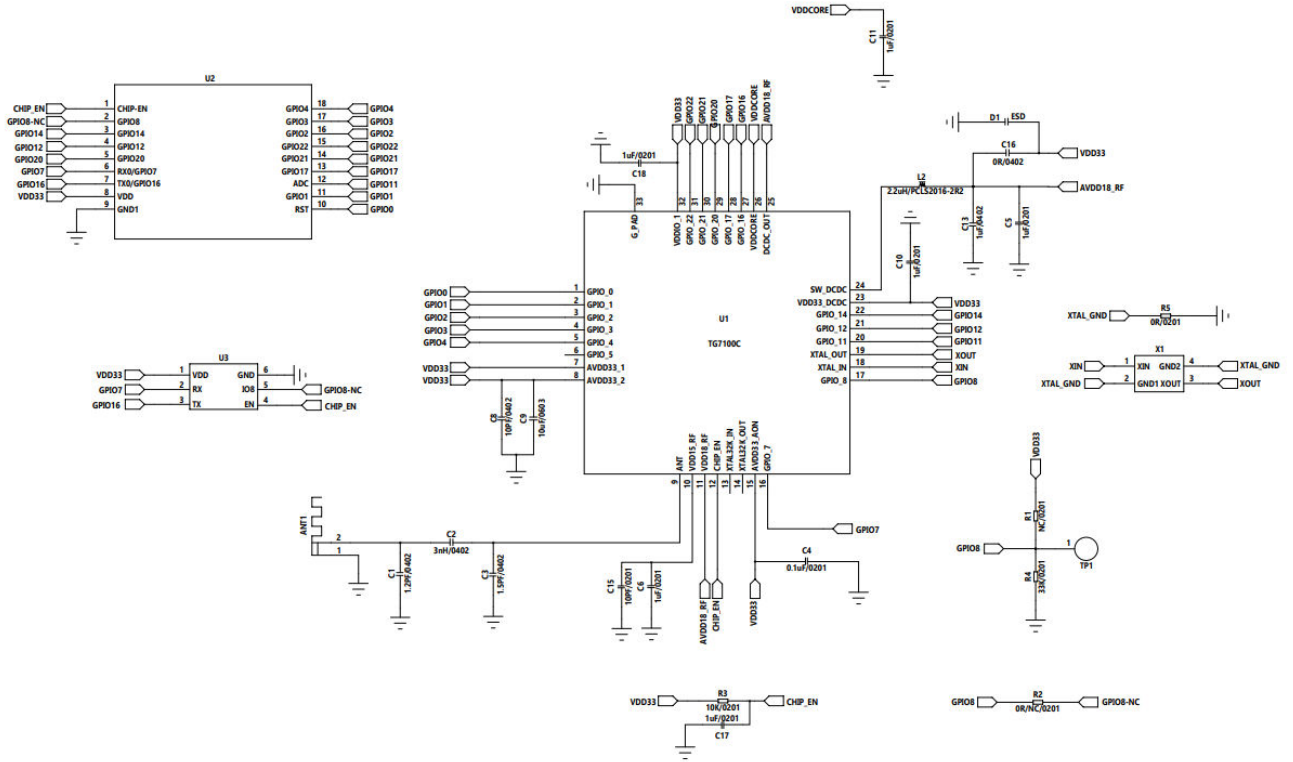 VDDCORE
C11
1uF/0201
U2
CHIP_EN 1 CHIP-EN GPIO4 18 GPIO4
GPIO8-NC 2 GPIO8 GPIO3 17 GPIO3
GPIO14 3 GPIO14 GPIO2 16 GPIO2
GPIO12 4 GPIO12 GPIO22 15 GPIO22
GPIO20 5 GPIO20 GPIO21 14 GPIO21
GPIO7 6 RX0/GPIO7 GPIO17 13 GPIO17
GPIO16 7 TX0/GPIO16 ADC 12 GPIO11
VDD33 8 VDD GPIO1 11 GPIO1
9 GND1 RST 10 GPIO0
VDD33 GPIO22 GPIO21 GPIO20 GPIO17 GPIO16 VDDCORE AVDD18_RF
1uF/0201
C18
33 32 31 30 29 28 27 26 25
G_PAD VDDIO_1 GPIO_22 GPIO_21 GPIO_20 GPIO_17 GPIO_16 VDDCORE DCDC_OUT
D1 ESD
C16
0R/0402
VDD33
L2
2.2uH/PCLS2016-2R2
AVDD18_RF
C13
1uF/0402
C5
1uF/0201
C10
1uF/0201
U1
TG7100C
GPIO0 1 GPIO_0
GPIO1 2 GPIO_1
GPIO2 3 GPIO_2
GPIO3 4 GPIO_3
GPIO4 5 GPIO_4
6 GPIO_5
VDD33 7 AVDD33_1
VDD33 8 AVDD33_2
SW_DCDC 24
VDD33_DCDC 23 VDD33
GPIO_14 22 GPIO14
GPIO_12 21 GPIO12
GPIO_11 20 GPIO11
XTAL_OUT 19 XOUT
XTAL_IN 18 XIN
GPIO_8 17 GPIO8
R5
XTAL_GND
0R/0201
X1
XIN 1 XIN GND2 4 XTAL_GND
XTAL_GND 2 GND1 XOUT 3 XOUT
U3
VDD33 1 VDD GND 6
GPIO7 2 RX IO8 5 GPIO8-NC
GPIO16 3 TX EN 4 CHIP_EN
C8
10PF/0402
C9
10uF/0603
ANT VDD15_RF VDD18_RF CHIP_EN XTAL32K_IN XTAL32K_OUT AVDD33_AON GPIO_7
9 10 11 12 13 14 15 16
GPIO7
ANT1
2
1
C2
3nH/0402
C1
1.2PF/0402
C3
1.5PF/0402
C15
10PF/0201
C6
1uF/0201
AVDD18_RF
CHIP_EN
VDD33
C4
0.1uF/0201
VDD33
R1
NC/0201
GPIO8
1
TP1
R4
33K/0201
VDD33 R3 CHIP_EN
10K/0201
1uF/0201
C17
GPIO8 R2 GPIO8-NC
0R/NC/0201